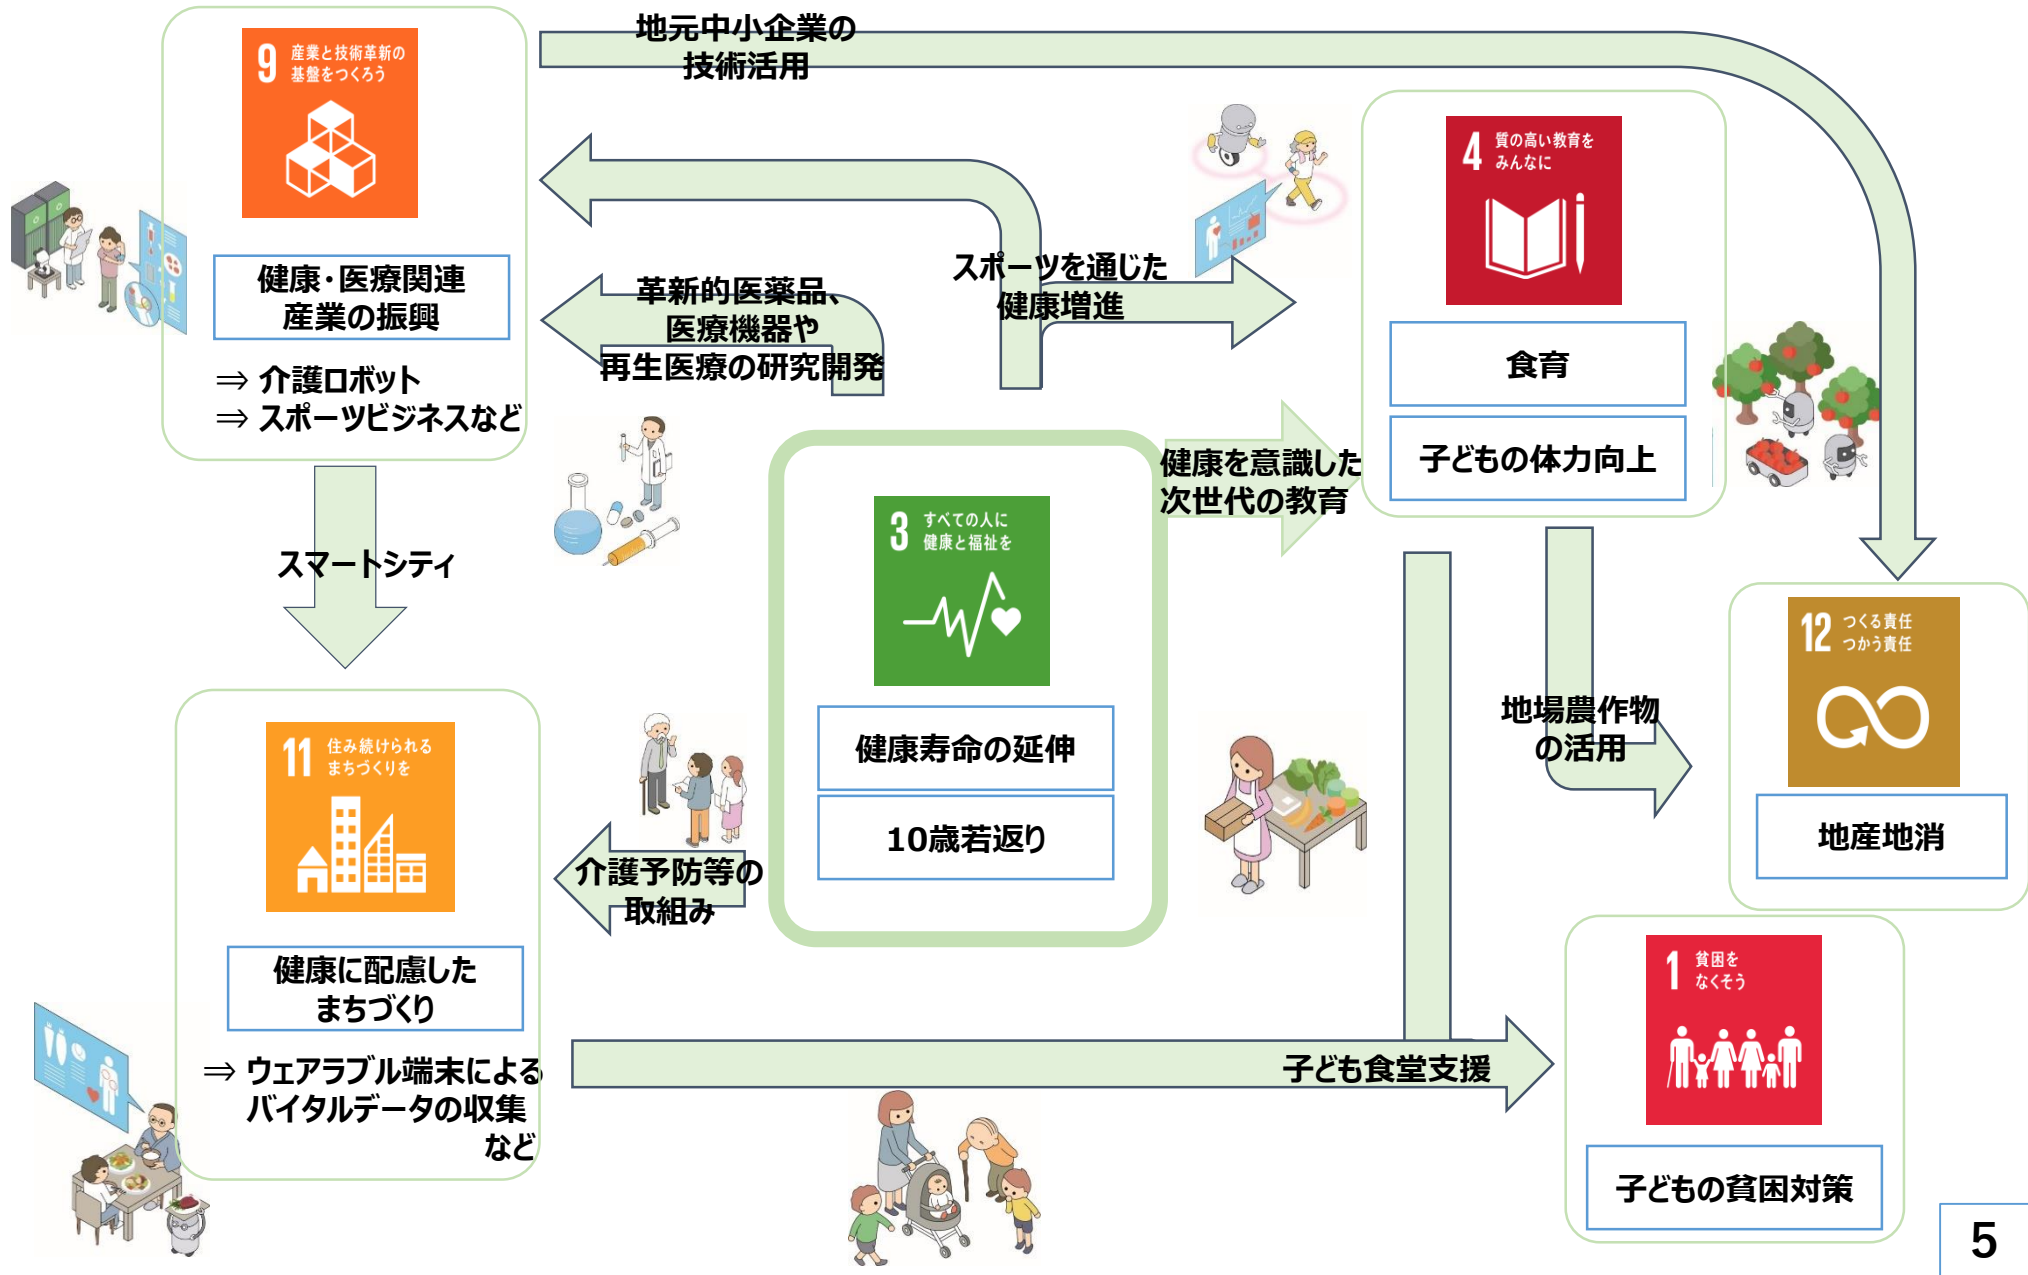 地元中小企業の
技術活用
9 産業と技術革新の
基盤をつくろう
健康・医療関連
産業の振興
⇒ 介護ロボット
⇒ スポーツビジネスなど
革新的医薬品、
医療機器や
再生医療の研究開発
スポーツを通じた
健康増進
4 質の高い教育を
みんなに
食育
子どもの体力向上
健康を意識した
次世代の教育
スマートシティ
3 すべての人に
健康と福祉を
健康寿命の延伸
10歳若返り
12 つくる責任
つかう責任
地産地消
地場農作物
の活用
11 住み続けられる
まちづくりを
健康に配慮した
まちづくり
⇒ ウェアラブル端末による
バイタルデータの収集
など
介護予防等の
取組み
子ども食堂支援
1 貧困を
なくそう
子どもの貧困対策
5